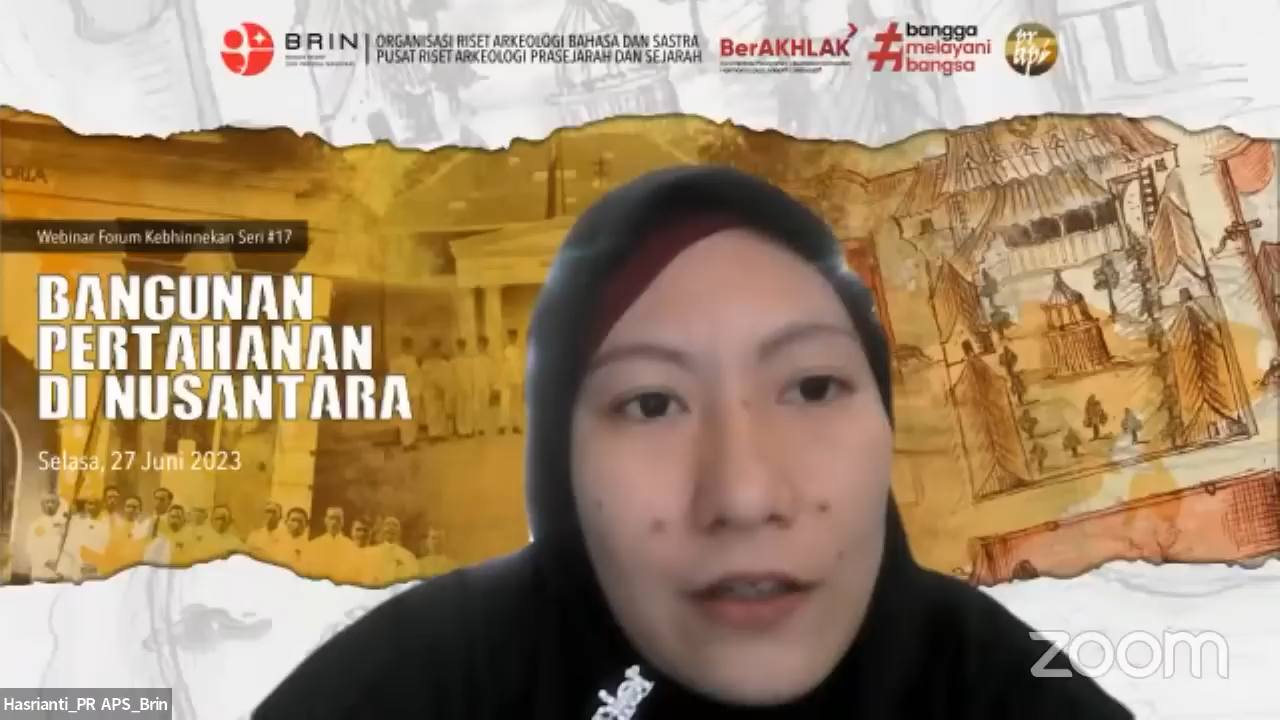 BRIN
ORGANISASI RISET ARKEOLOGI BAHASA DAN SASTRA
PUSAT RISET ARKEOLOGI PRASEJARAH DAN SEJARAH
BerAKHLAK
#bangga
melayani
bangsa
Webinar Forum Kebhinnekan Seri #17
BANGUNAN
PERTAHANAN
DI NUSANTARA
Selasa, 27 Juni 2023
zoom
Hasrianti_PR APS_Brin